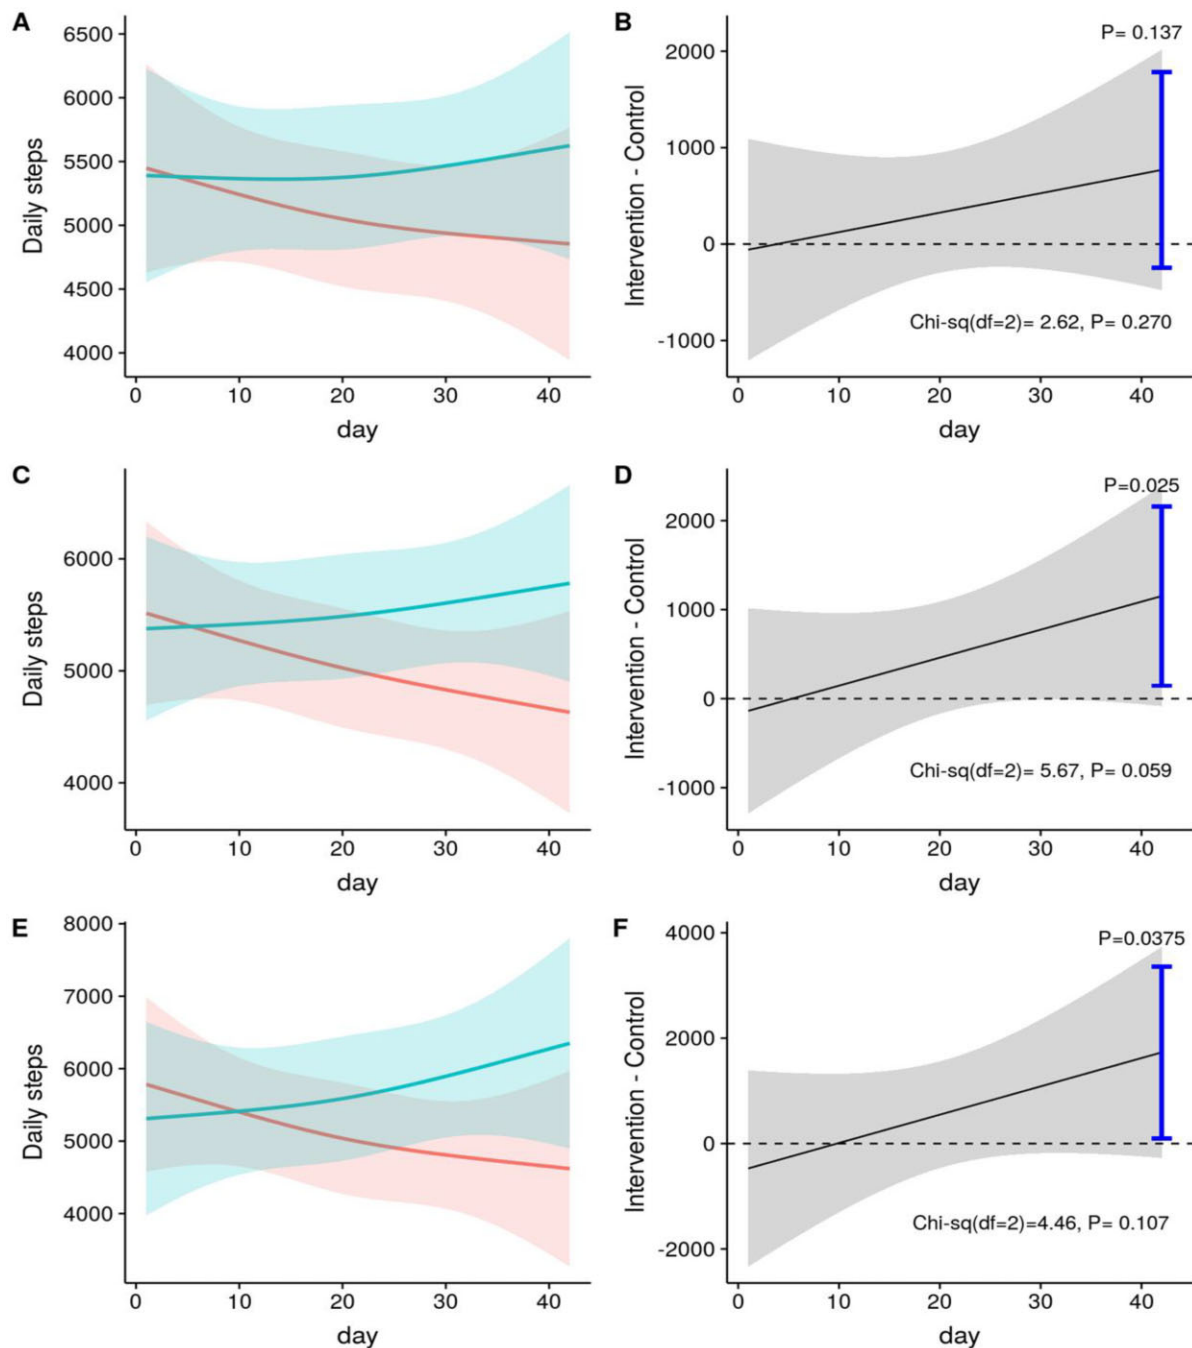 A
Daily steps
6500
6000
5500
5000
4500
4000
0 10 20 30 40
day
B
Intervention - Control
2000
1000
0
-1000
P= 0.137
Chi-sq(df=2)= 2.62, P= 0.270
0 10 20 30 40
day
C
Daily steps
6000
5000
4000
0 10 20 30 40
day
D
Intervention - Control
2000
1000
0
-1000
P=0.025
Chi-sq(df=2)= 5.67, P= 0.059
0 10 20 30 40
day
E
Daily steps
8000
7000
6000
5000
4000
0 10 20 30 40
day
F
Intervention - Control
4000
2000
0
-2000
P=0.0375
Chi-sq(df=2)=4.46, P= 0.107
0 10 20 30 40
day